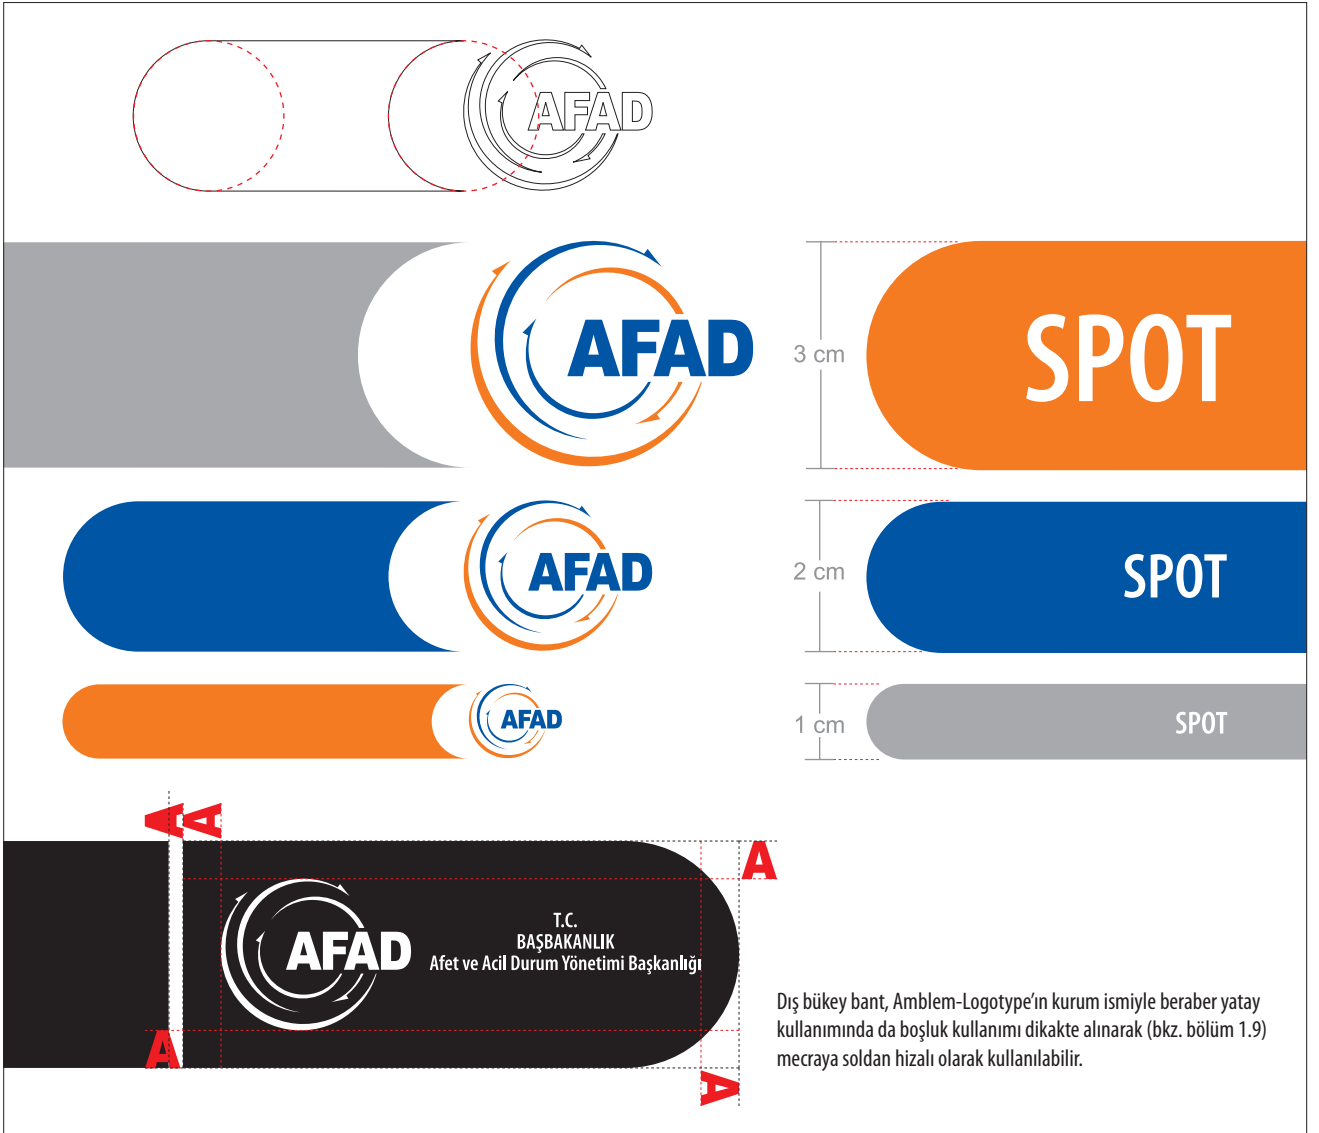 AFAD
AFAD
3 cm
SPOT
AFAD
2 cm
SPOT
AFAD
1 cm
SPOT
A A
A
T.C.
BAŞBAKANLIK
AFAD
Afet ve Acil Durum Yönetimi Başkanlığı
A
A
Dış bükey bant, Amblem-Logotype’ın kurum ismiyle beraber yatay
kullanımında da boşluk kullanımı dikakte alınarak (bkz. bölüm 1.9)
mecraya soldan hizalı olarak kullanılabilir.